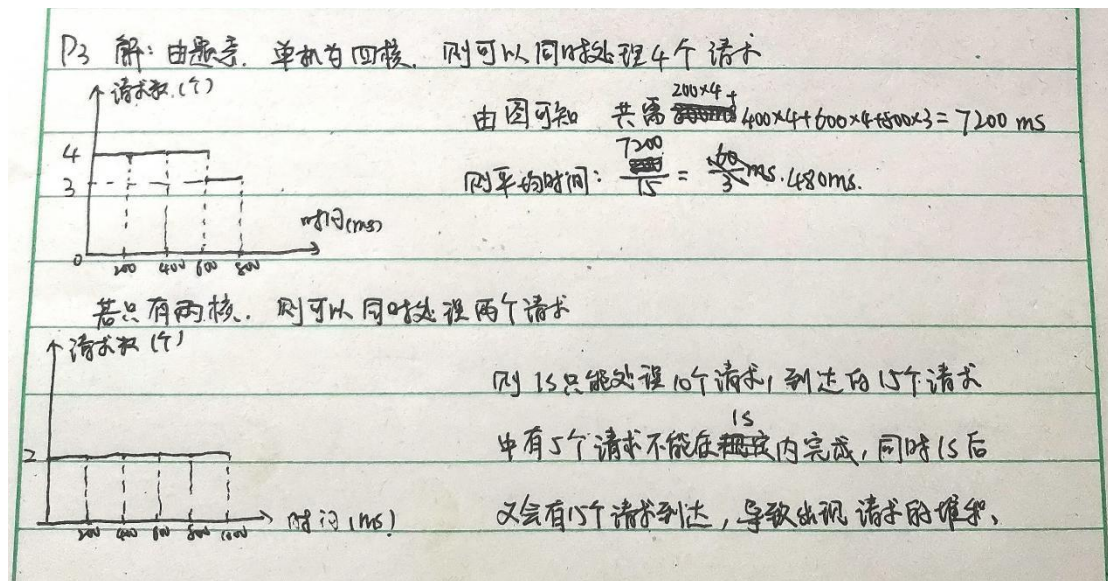 P3 解：由题意，单机为四核，则可以同时处理4个请求
请求数(个)
由图可知 共需 200×4+400×4+600×4+800×3=7200 ms
4
3
则平均时间：7200/15 = 480ms.
时间(ms)
0 200 400 600 800
若只有两核，则可以同时处理两个请求
请求数(个)
则1S只能处理10个请求，到达的15个请求
中有5个请求不能在1S内完成，同时1S后
2
又会有15个请求到达，导致出现请求的堆积、
200 400 600 800 1000 时间(ms)